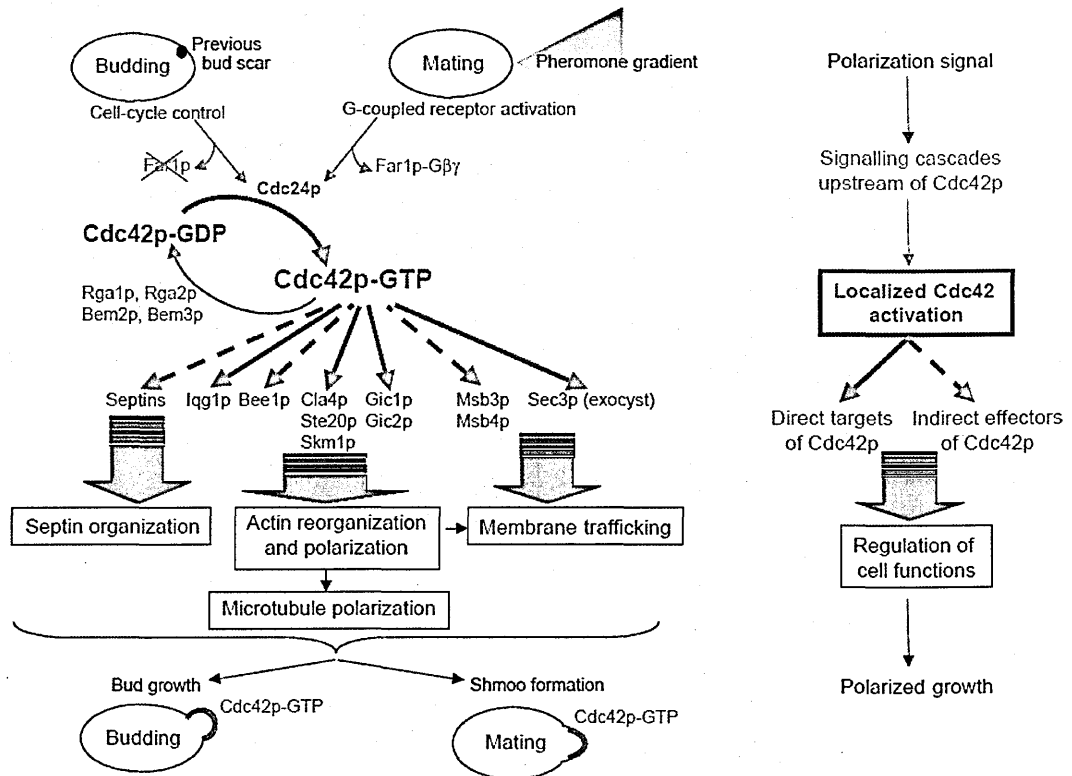 Budding
Previous
bud scar
Mating
Pheromone gradient
Cell-cycle control
G-coupled receptor activation
Far1p
Far1p-Gβγ
Cdc24p
Cdc42p-GDP
Cdc42p-GTP
Rga1p, Rga2p
Bem2p, Bem3p
Septins
Iqg1p
Bee1p
Cla4p
Ste20p
Skm1p
Gic1p
Gic2p
Msb3p
Msb4p
Sec3p (exocyst)
Septin organization
Actin reorganization
and polarization
Membrane trafficking
Microtubule polarization
Bud growth
Shmoo formation
Cdc42p-GTP
Budding
Cdc42p-GTP
Mating
Polarization signal
Signalling cascades
upstream of Cdc42p
Localized Cdc42
activation
Direct targets
of Cdc42p
Indirect effectors
of Cdc42p
Regulation of
cell functions
Polarized growth